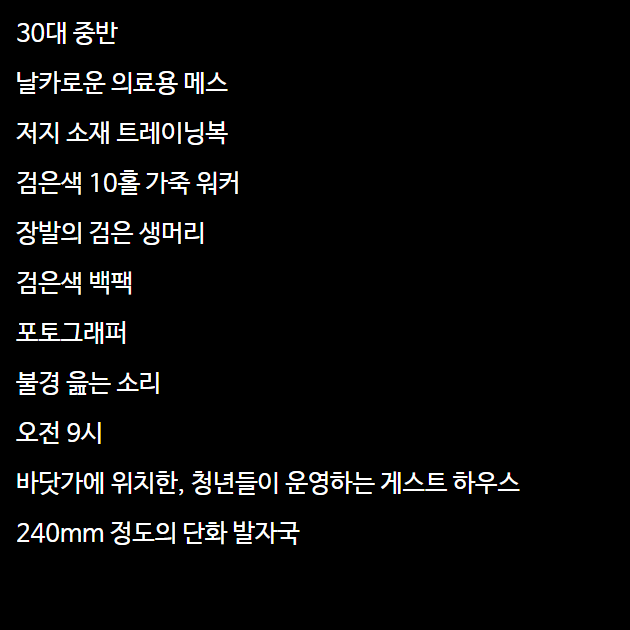 30대 중반
날카로운 의료용 메스
저지 소재 트레이닝복
검은색 10홀 가죽 워커
장발의 검은 생머리
검은색 백팩
포토그래퍼
불경 읊는 소리
오전 9시
바닷가에 위치한, 청년들이 운영하는 게스트 하우스
240mm 정도의 단화 발자국